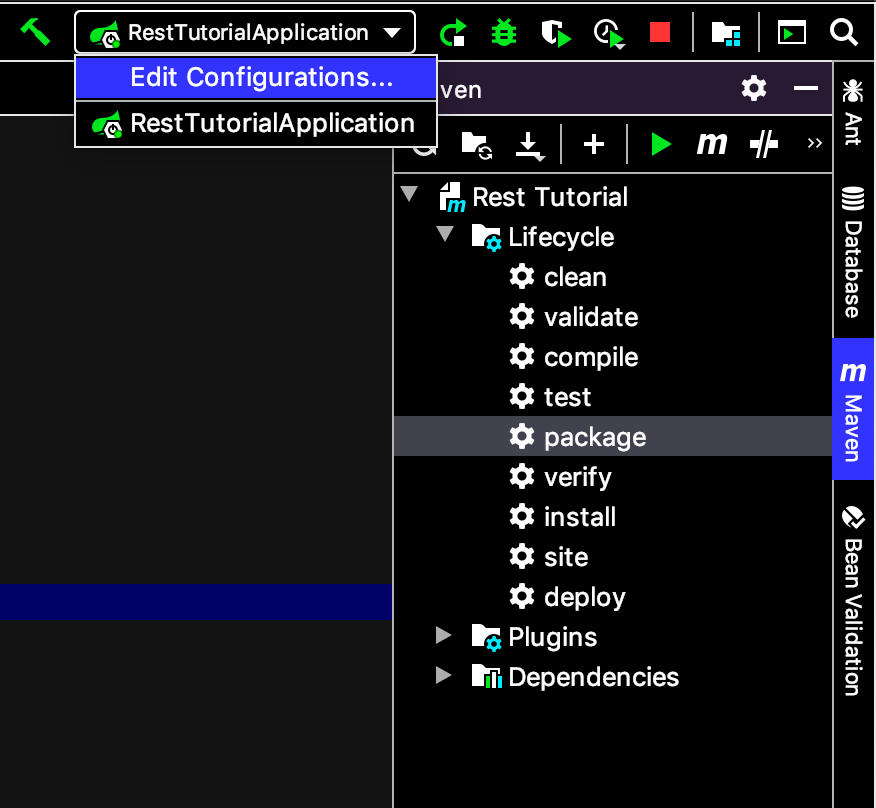 RestTutorialApplication
Edit Configurations...
RestTutorialApplication
ven
m
Rest Tutorial
Lifecycle
clean
validate
compile
test
package
verify
install
site
deploy
Plugins
Dependencies
Ant
Database
m Maven
Bean Validation